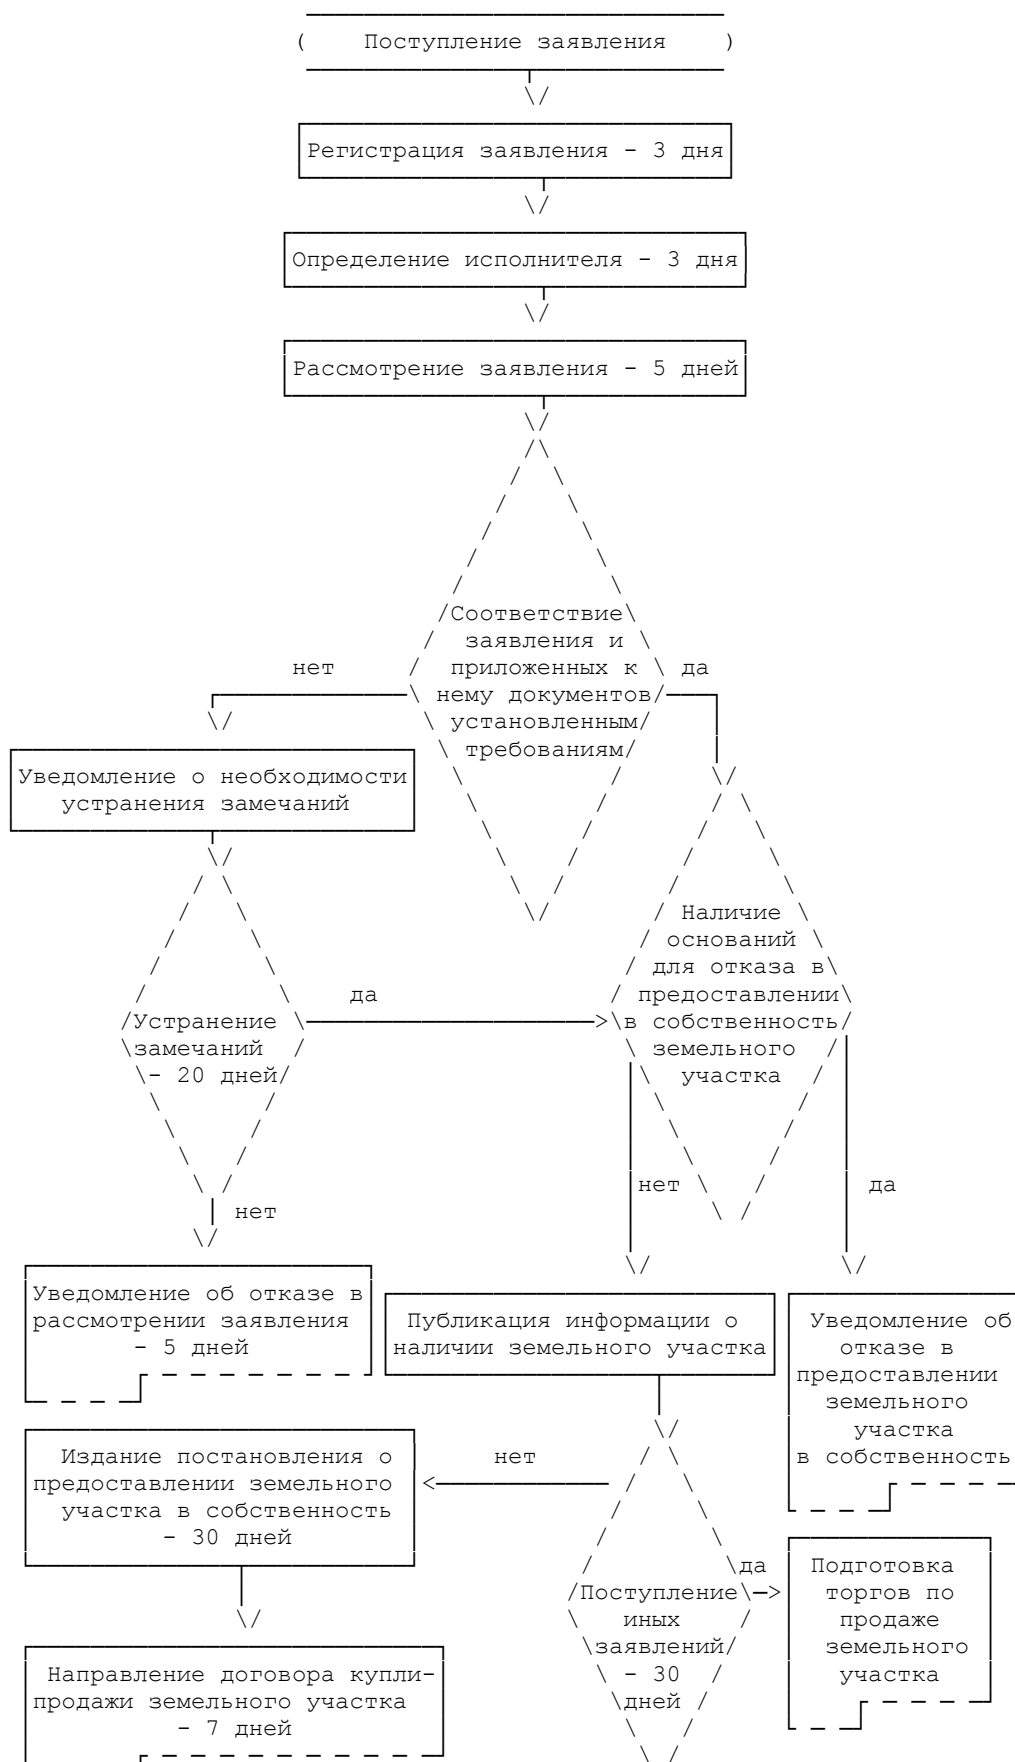 Поступление заявления
Регистрация заявления - 3 дня
Определение исполнителя - 3 дня
Рассмотрение заявления - 5 дней
Соответствие
заявления и
приложенных к
нему документов
установленным
требованиям
нет
да
Уведомление о необходимости
устранения замечаний
Наличие
оснований
для отказа в
предоставлении
в собственность
земельного
участка
Устранение
замечаний
- 20 дней
да
нет
нет
да
Уведомление об отказе в
рассмотрении заявления
- 5 дней
Публикация информации о
наличии земельного участка
Уведомление об
отказе в
предоставлении
земельного
участка
в собственность
Издание постановления о
предоставлении земельного
участка в собственность
- 30 дней
нет
Поступление
иных
заявлений
- 30
дней
да
Подготовка
торгов по
продаже
земельного
участка
Направление договора купли-
продажи земельного участка
- 7 дней